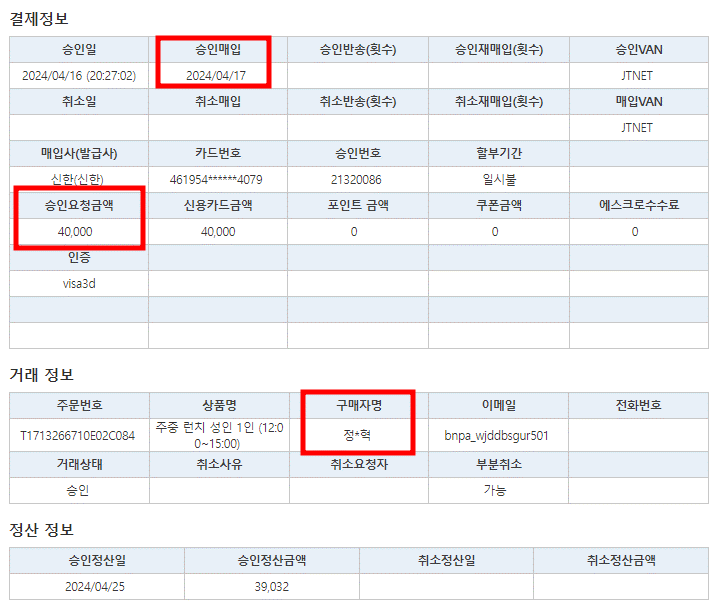 결제정보
승인일 승인매입 승인반송(횟수) 승인재매입(횟수) 승인VAN
2024/04/16 (20:27:02) 2024/04/17 JTNET
취소일 취소매입 취소반송(횟수) 취소재매입(횟수) 매입VAN
JTNET
매입사(발급사) 카드번호 승인번호 할부기간
신한(신한) 461954******4079 21320086 일시불
승인요청금액 신용카드금액 포인트 금액 쿠폰금액 에스크로수수료
40,000 40,000 0 0 0
인증
visa3d
거래 정보
주문번호 상품명 구매자명 이메일 전화번호
T1713266710E02C084 주중 런치 성인 1인 (12:0 정*혁 bnpa_wjddbsgur501
0~15:00)
거래상태 취소사유 취소요청자 부분취소
승인 가능
정산 정보
승인정산일 승인정산금액 취소정산일 취소정산금액
2024/04/25 39,032